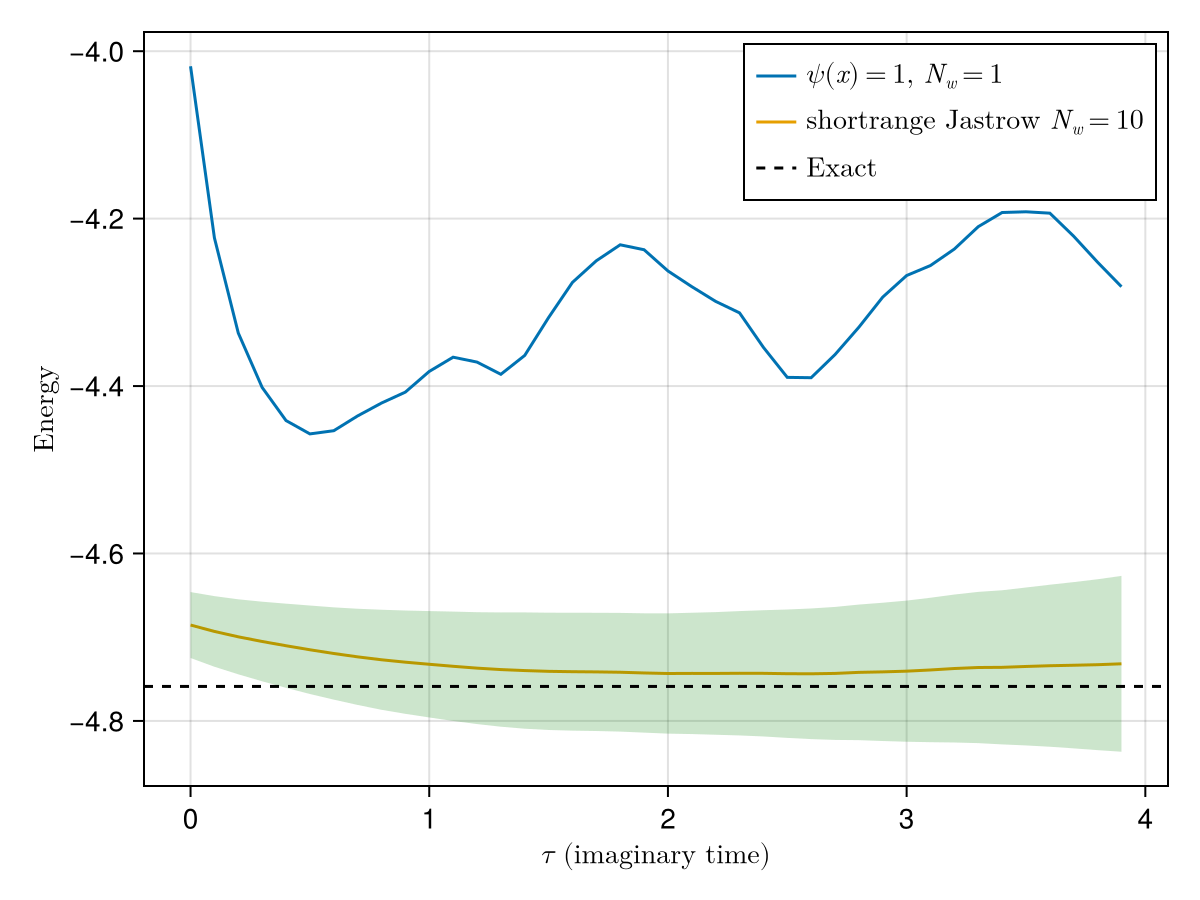 −4.0
−4.2
−4.4
−4.6
−4.8
Energy
0
1
2
3
4
τ (imaginary time)
ψ(x) = 1, N_w = 1
shortrange Jastrow N_w = 10
Exact